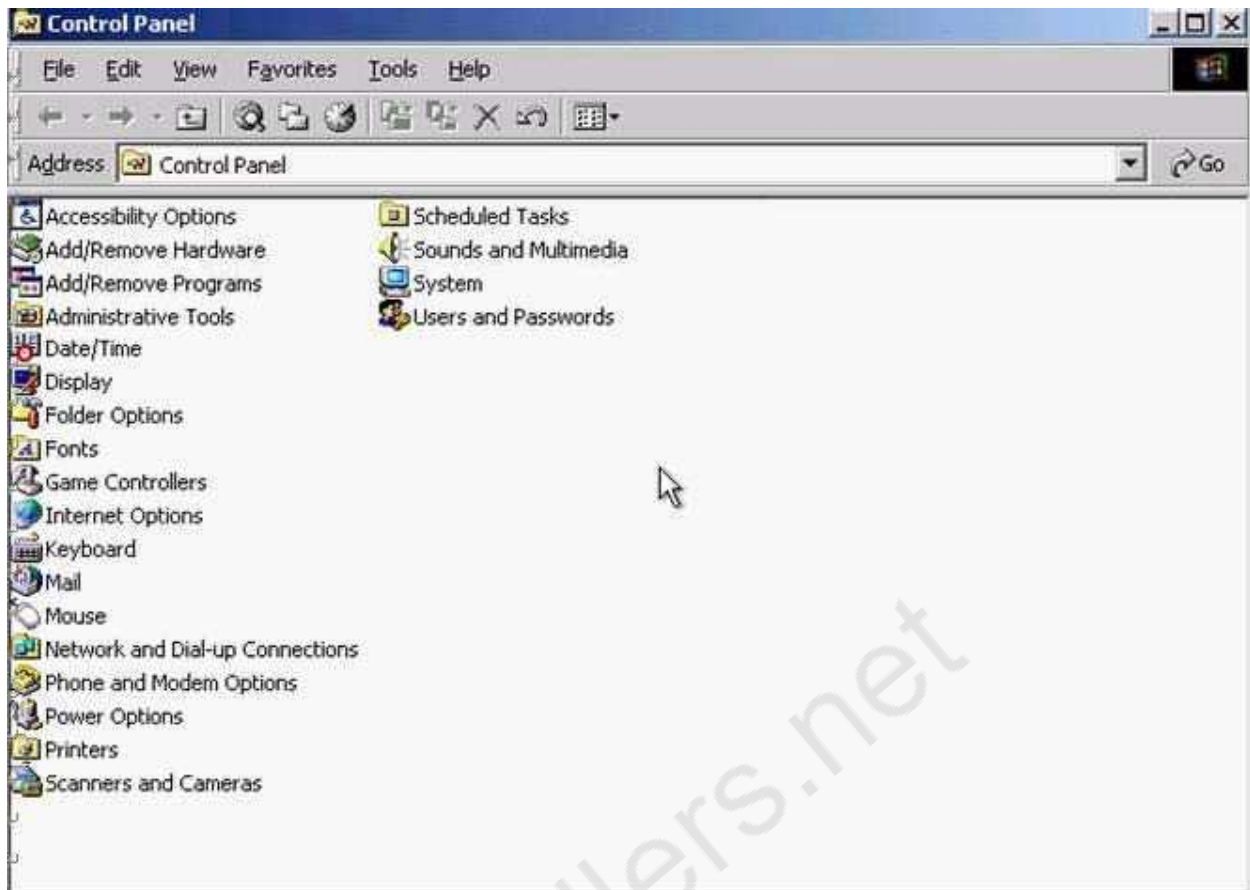 Control Panel
File Edit View Favorites Tools Help
Address Control Panel Go
Accessibility Options
Add/Remove Hardware
Add/Remove Programs
Administrative Tools
Date/Time
Display
Folder Options
Fonts
Game Controllers
Internet Options
Keyboard
Mail
Mouse
Network and Dial-up Connections
Phone and Modem Options
Power Options
Printers
Scanners and Cameras
Scheduled Tasks
Sounds and Multimedia
System
Users and Passwords